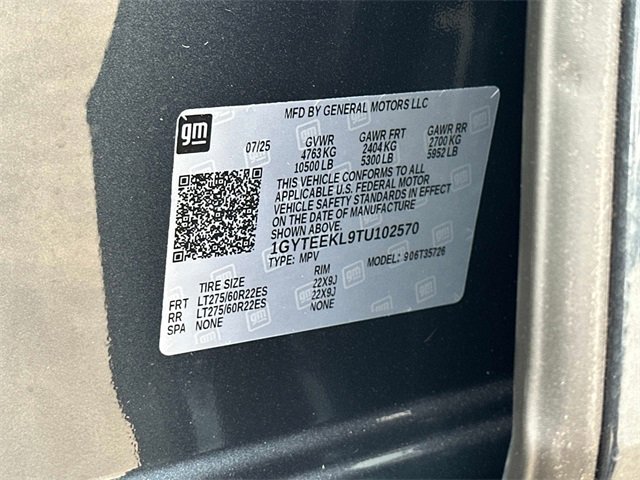 MFD BY GENERAL MOTORS LLC
gm
07/25 GVWR GAWR FRT GAWR RR
4763 KG 2404 KG 2700 KG
10500 LB 5300 LB 5952 LB
THIS VEHICLE CONFORMS TO ALL
APPLICABLE U.S. FEDERAL MOTOR
VEHICLE SAFETY STANDARDS IN EFFECT
ON THE DATE OF MANUFACTURE
SHOWN ABOVE.
1GYTEEKL9TU102570
TYPE: MPV MODEL: 906T35726
TIRE SIZE RIM
FRT LT275/60R22ES 22X9J
RR LT275/60R22ES 22X9J
SPA NONE NONE